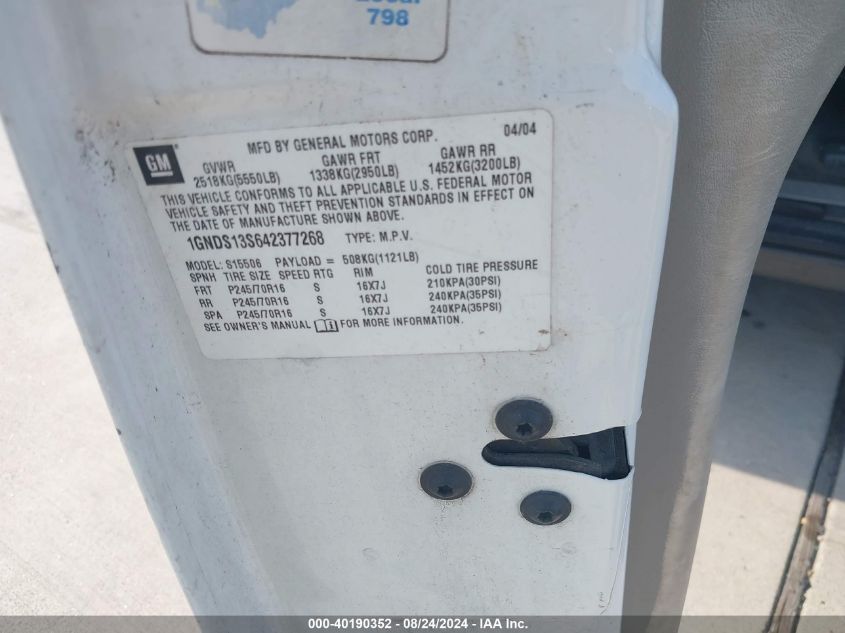 798
GM
MFD BY GENERAL MOTORS CORP. 04/04
GVWR GAWR FRT GAWR RR
2518KG(5550LB) 1338KG(2950LB) 1452KG(3200LB)
THIS VEHICLE CONFORMS TO ALL APPLICABLE U.S. FEDERAL MOTOR
VEHICLE SAFETY AND THEFT PREVENTION STANDARDS IN EFFECT ON
THE DATE OF MANUFACTURE SHOWN ABOVE.
1GNDS13S642377268 TYPE: M.P.V.
MODEL: S15506 PAYLOAD = 508KG(1121LB)
SPNH TIRE SIZE SPEED RTG RIM COLD TIRE PRESSURE
FRT P245/70R16 S 16X7J 210KPA(30PSI)
RR P245/70R16 S 16X7J 240KPA(35PSI)
SPA P245/70R16 S 16X7J 240KPA(35PSI)
SEE OWNER'S MANUAL FOR MORE INFORMATION.
000-40190352 - 08/24/2024 - IAA Inc.